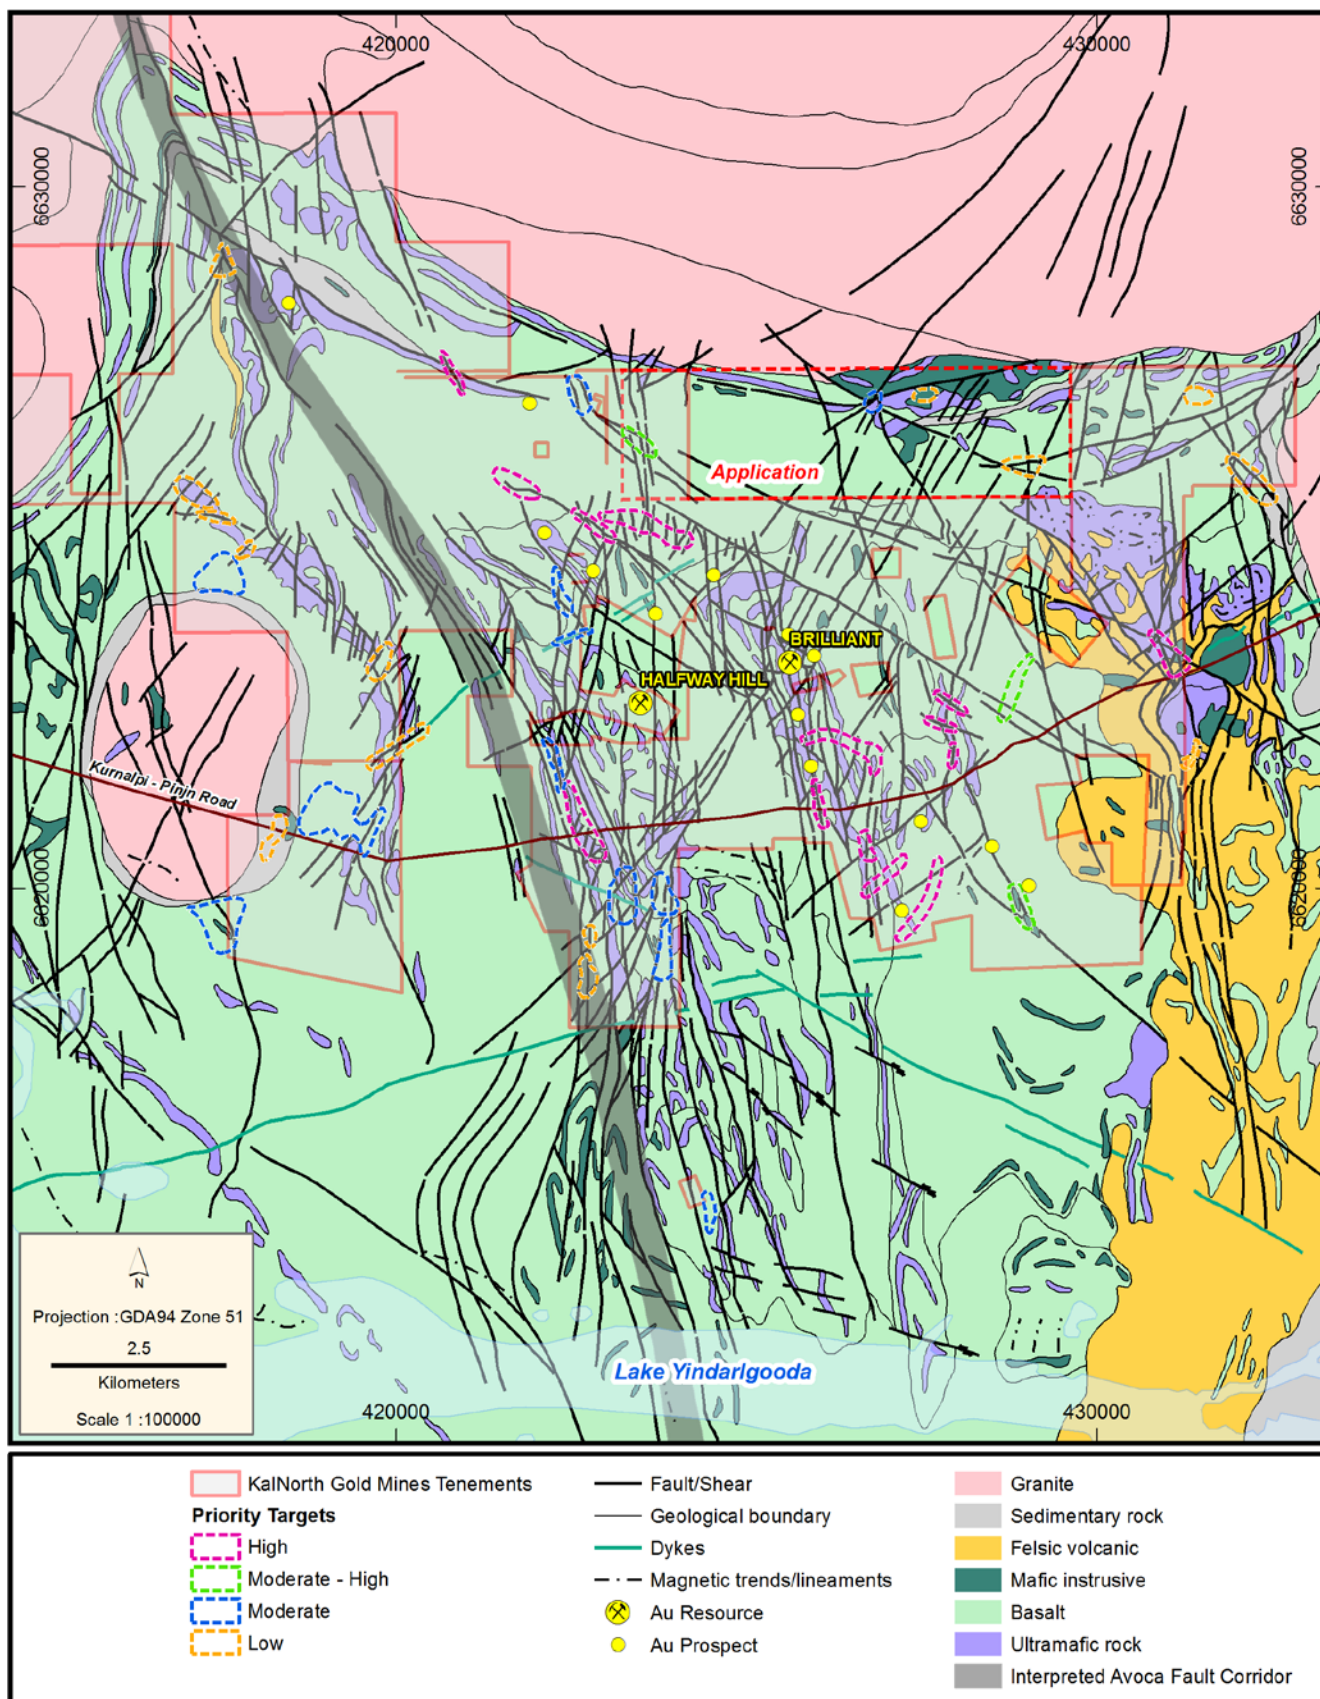 420000
430000
6630000
6630000
Application
BRILLIANT
HALFWAY HILL
Kurnalpi - Pinjn Road
6620000
6620000
N
Projection :GDA94 Zone 51
2.5
Kilometers
Scale 1 :100000
Lake Yindarlgooda
420000
430000
KalNorth Gold Mines Tenements
Priority Targets
High
Moderate - High
Moderate
Low
Fault/Shear
Geological boundary
Dykes
Magnetic trends/lineaments
Au Resource
Au Prospect
Granite
Sedimentary rock
Felsic volcanic
Mafic instrusive
Basalt
Ultramafic rock
Interpreted Avoca Fault Corridor